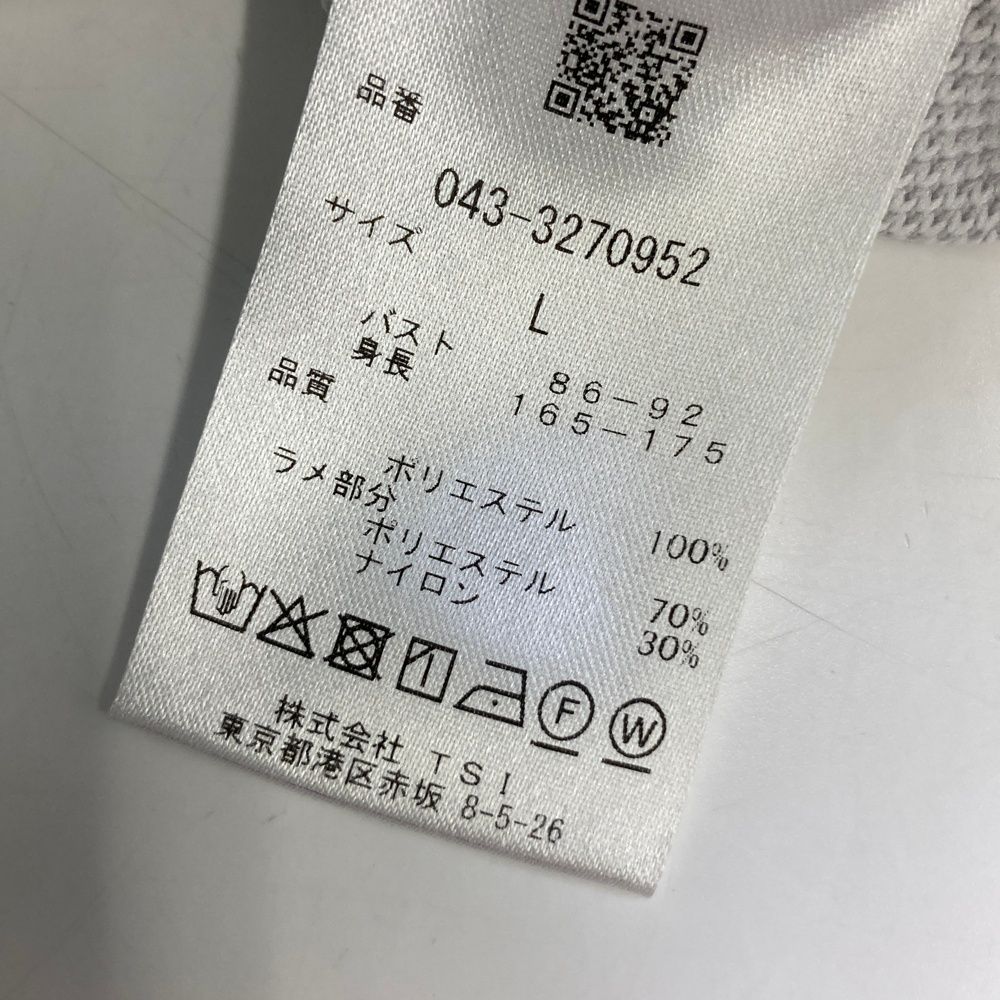 品番
043-3270952
サイズ
L
バスト 86-92
身長 165-175
品質
ポリエステル 100%
ラメ部分
ポリエステル 70%
ナイロン 30%
F W
株式会社 TSI
東京都港区赤坂 8-5-26